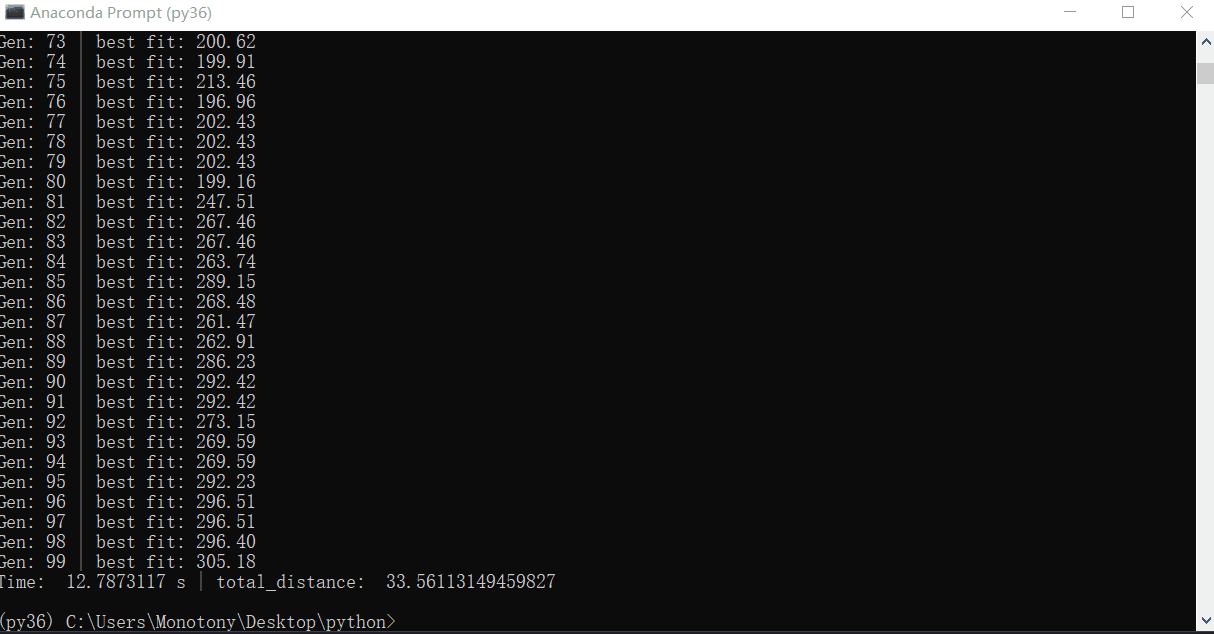 Anaconda Prompt (py36)
Gen: 73 | best fit: 200.62
Gen: 74 | best fit: 199.91
Gen: 75 | best fit: 213.46
Gen: 76 | best fit: 196.96
Gen: 77 | best fit: 202.43
Gen: 78 | best fit: 202.43
Gen: 79 | best fit: 202.43
Gen: 80 | best fit: 199.16
Gen: 81 | best fit: 247.51
Gen: 82 | best fit: 267.46
Gen: 83 | best fit: 267.46
Gen: 84 | best fit: 263.74
Gen: 85 | best fit: 289.15
Gen: 86 | best fit: 268.48
Gen: 87 | best fit: 261.47
Gen: 88 | best fit: 262.91
Gen: 89 | best fit: 286.23
Gen: 90 | best fit: 292.42
Gen: 91 | best fit: 292.42
Gen: 92 | best fit: 273.15
Gen: 93 | best fit: 269.59
Gen: 94 | best fit: 269.59
Gen: 95 | best fit: 292.23
Gen: 96 | best fit: 296.51
Gen: 97 | best fit: 296.51
Gen: 98 | best fit: 296.40
Gen: 99 | best fit: 305.18
Time:  12.7873117 s | total_distance:  33.56113149459827
(py36) C:\Users\Monotony\Desktop\python>